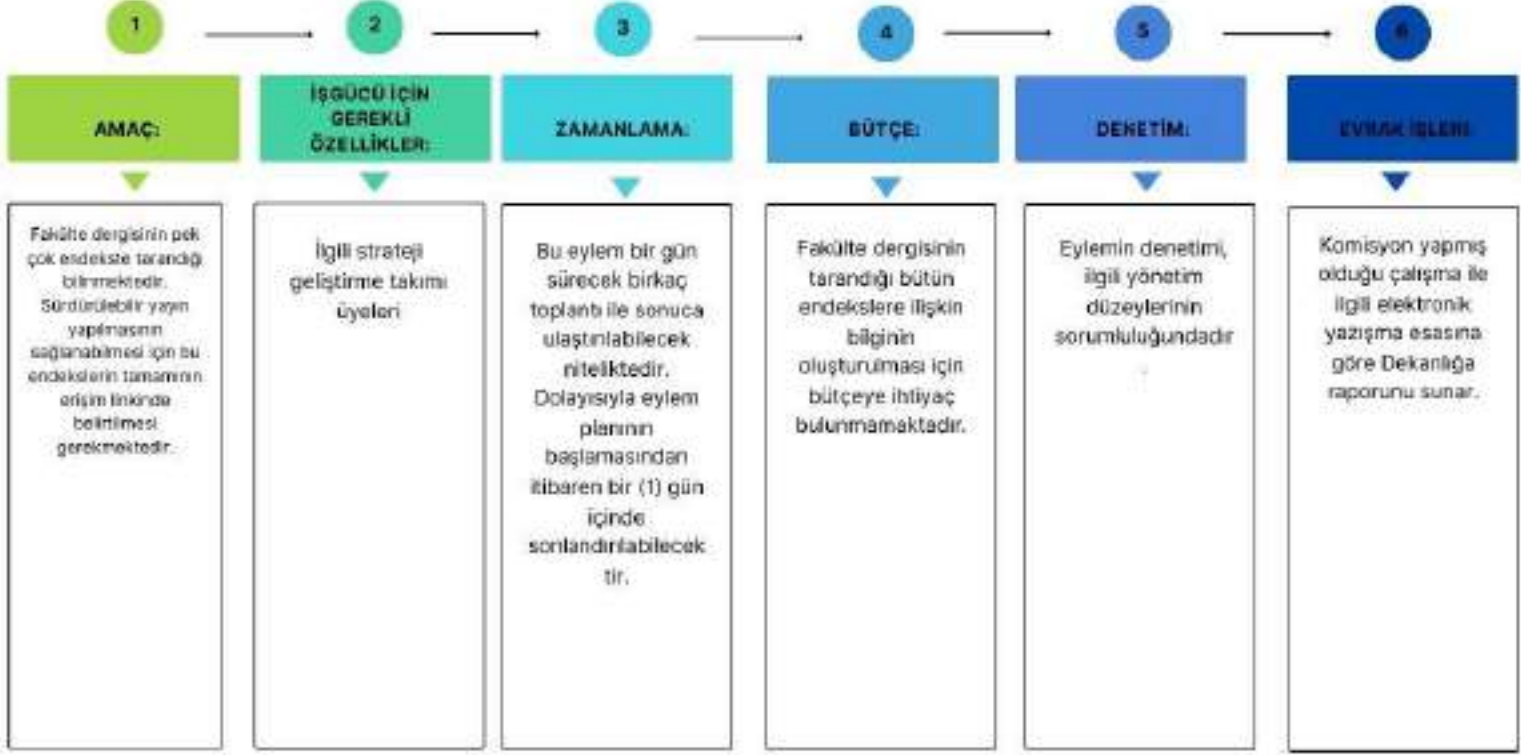 1
2
3
4
5
6
AMAÇ:
İŞGÜCÜ İÇİN
GEREKLİ
ÖZELLİKLER:
ZAMANLAMA:
BÜTÇE:
DENETİM:
EVRAK İŞLERİ:
Fakülte dergisinin pek
çok endekste tarandığı
bilinmektedir.
Sürdürülebilir yayın
yapılmasının
sağlanabilmesi için bu
endekslerin tamamının
erişim linkinde
belirtilmesi
gerekmektedir.
İlgili strateji
geliştirme takımı
üyeleri
Bu eylem bir gün
sürecek birkaç
toplantı ile sonuca
ulaştırılabilecek
niteliktedir.
Dolayısıyla eylem
planının
başlamasından
itibaren bir (1) gün
içinde
sonlandırılabilecek
tir.
Fakülte dergisinin
tarandığı bütün
endekslere ilişkin
bilginin
oluşturulması için
bütçeye ihtiyaç
bulunmamaktadır.
Eylemin denetimi,
ilgili yönetim
düzeylerinin
sorumluluğundadır
.
Komisyon yapmış
olduğu çalışma ile
ilgili elektronik
yazışma esasına
göre Dekanlığa
raporunu sunar.